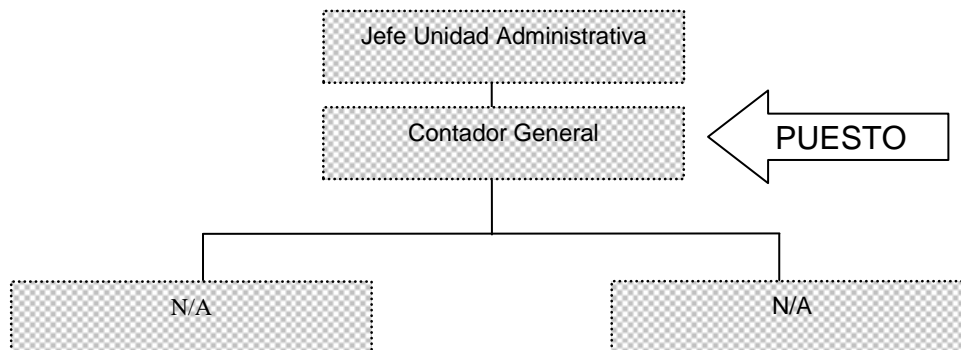 Jefe Unidad Administrativa
Contador General
PUESTO
N/A
N/A